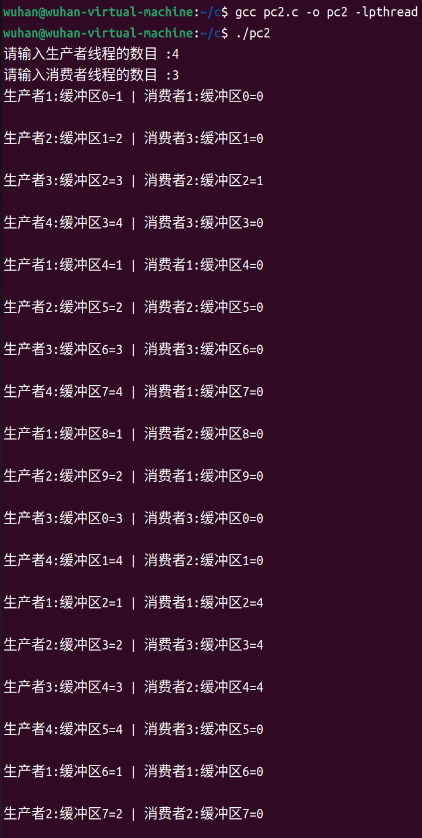 wuhan@wuhan-virtual-machine:~/c$ gcc pc2.c -o pc2 -lpthread
wuhan@wuhan-virtual-machine:~/c$ ./pc2
请输入生产者线程的数目 :4
请输入消费者线程的数目 :3
生产者1:缓冲区0=1 | 消费者1:缓冲区0=0
生产者2:缓冲区1=2 | 消费者3:缓冲区1=0
生产者3:缓冲区2=3 | 消费者2:缓冲区2=1
生产者4:缓冲区3=4 | 消费者3:缓冲区3=0
生产者1:缓冲区4=1 | 消费者1:缓冲区4=0
生产者2:缓冲区5=2 | 消费者2:缓冲区5=0
生产者3:缓冲区6=3 | 消费者3:缓冲区6=0
生产者4:缓冲区7=4 | 消费者1:缓冲区7=0
生产者1:缓冲区8=1 | 消费者2:缓冲区8=0
生产者2:缓冲区9=2 | 消费者1:缓冲区9=0
生产者3:缓冲区0=3 | 消费者3:缓冲区0=0
生产者4:缓冲区1=4 | 消费者2:缓冲区1=0
生产者1:缓冲区2=1 | 消费者1:缓冲区2=4
生产者2:缓冲区3=2 | 消费者3:缓冲区3=4
生产者3:缓冲区4=3 | 消费者2:缓冲区4=4
生产者4:缓冲区5=4 | 消费者3:缓冲区5=0
生产者1:缓冲区6=1 | 消费者1:缓冲区6=0
生产者2:缓冲区7=2 | 消费者2:缓冲区7=0